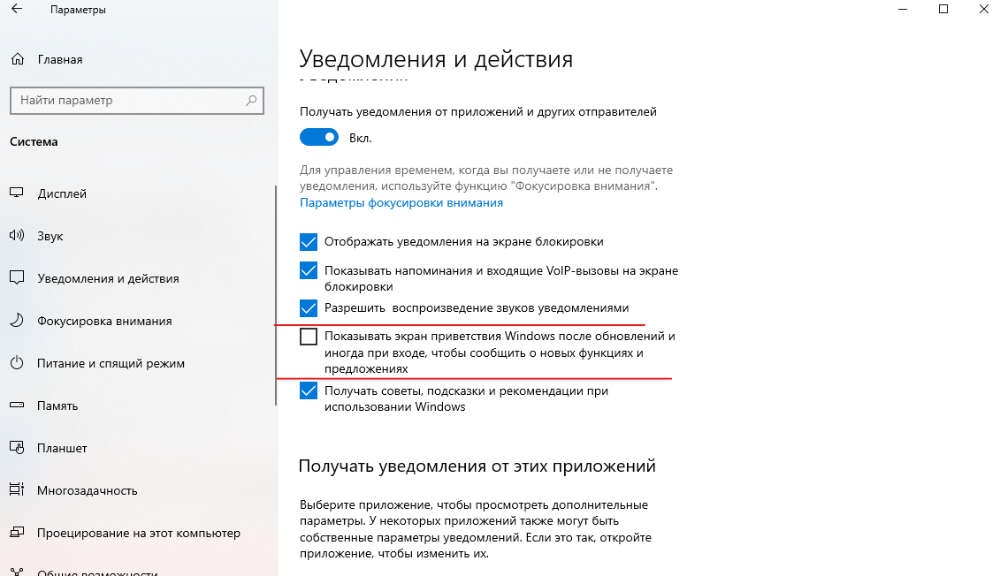 Параметры
Главная
Найти параметр
Система
Дисплей
Звук
Уведомления и действия
Фокусировка внимания
Питание и спящий режим
Память
Планшет
Многозадачность
Проецирование на этот компьютер
Общие возможности
Уведомления и действия
Уведомления
Получать уведомления от приложений и других отправителей
Вкл.
Для управления временем, когда вы получаете или не получаете
уведомления, используйте функцию "Фокусировка внимания".
Параметры фокусировки внимания
Отображать уведомления на экране блокировки
Показывать напоминания и входящие VoIP-вызовы на экране
блокировки
Разрешить  воспроизведение звуков уведомлениями
Показывать экран приветствия Windows после обновлений и
иногда при входе, чтобы сообщить о новых функциях и
предложениях
Получать советы, подсказки и рекомендации при
использовании Windows
Получать уведомления от этих приложений
Выберите приложение, чтобы просмотреть дополнительные
параметры. У некоторых приложений также могут быть
собственные параметры уведомлений. Если это так, откройте
приложение, чтобы изменить их.